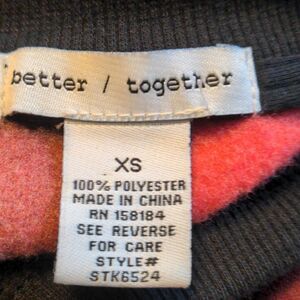 better / together
XS
100% POLYESTER
MADE IN CHINA
RN 158184
SEE REVERSE
FOR CARE
STYLE#
STK6524